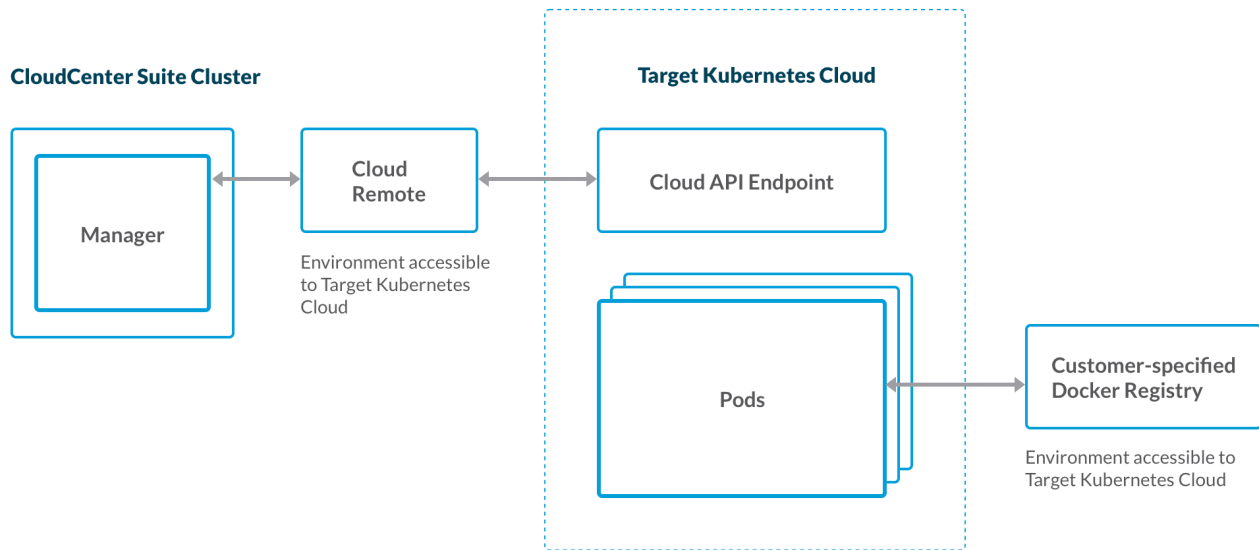 CloudCenter Suite Cluster
Target Kubernetes Cloud
Manager
Cloud
Remote
Environment accessible
to Target Kubernetes
Cloud
Cloud API Endpoint
Pods
Customer-specified
Docker Registry
Environment accessible to
Target Kubernetes Cloud